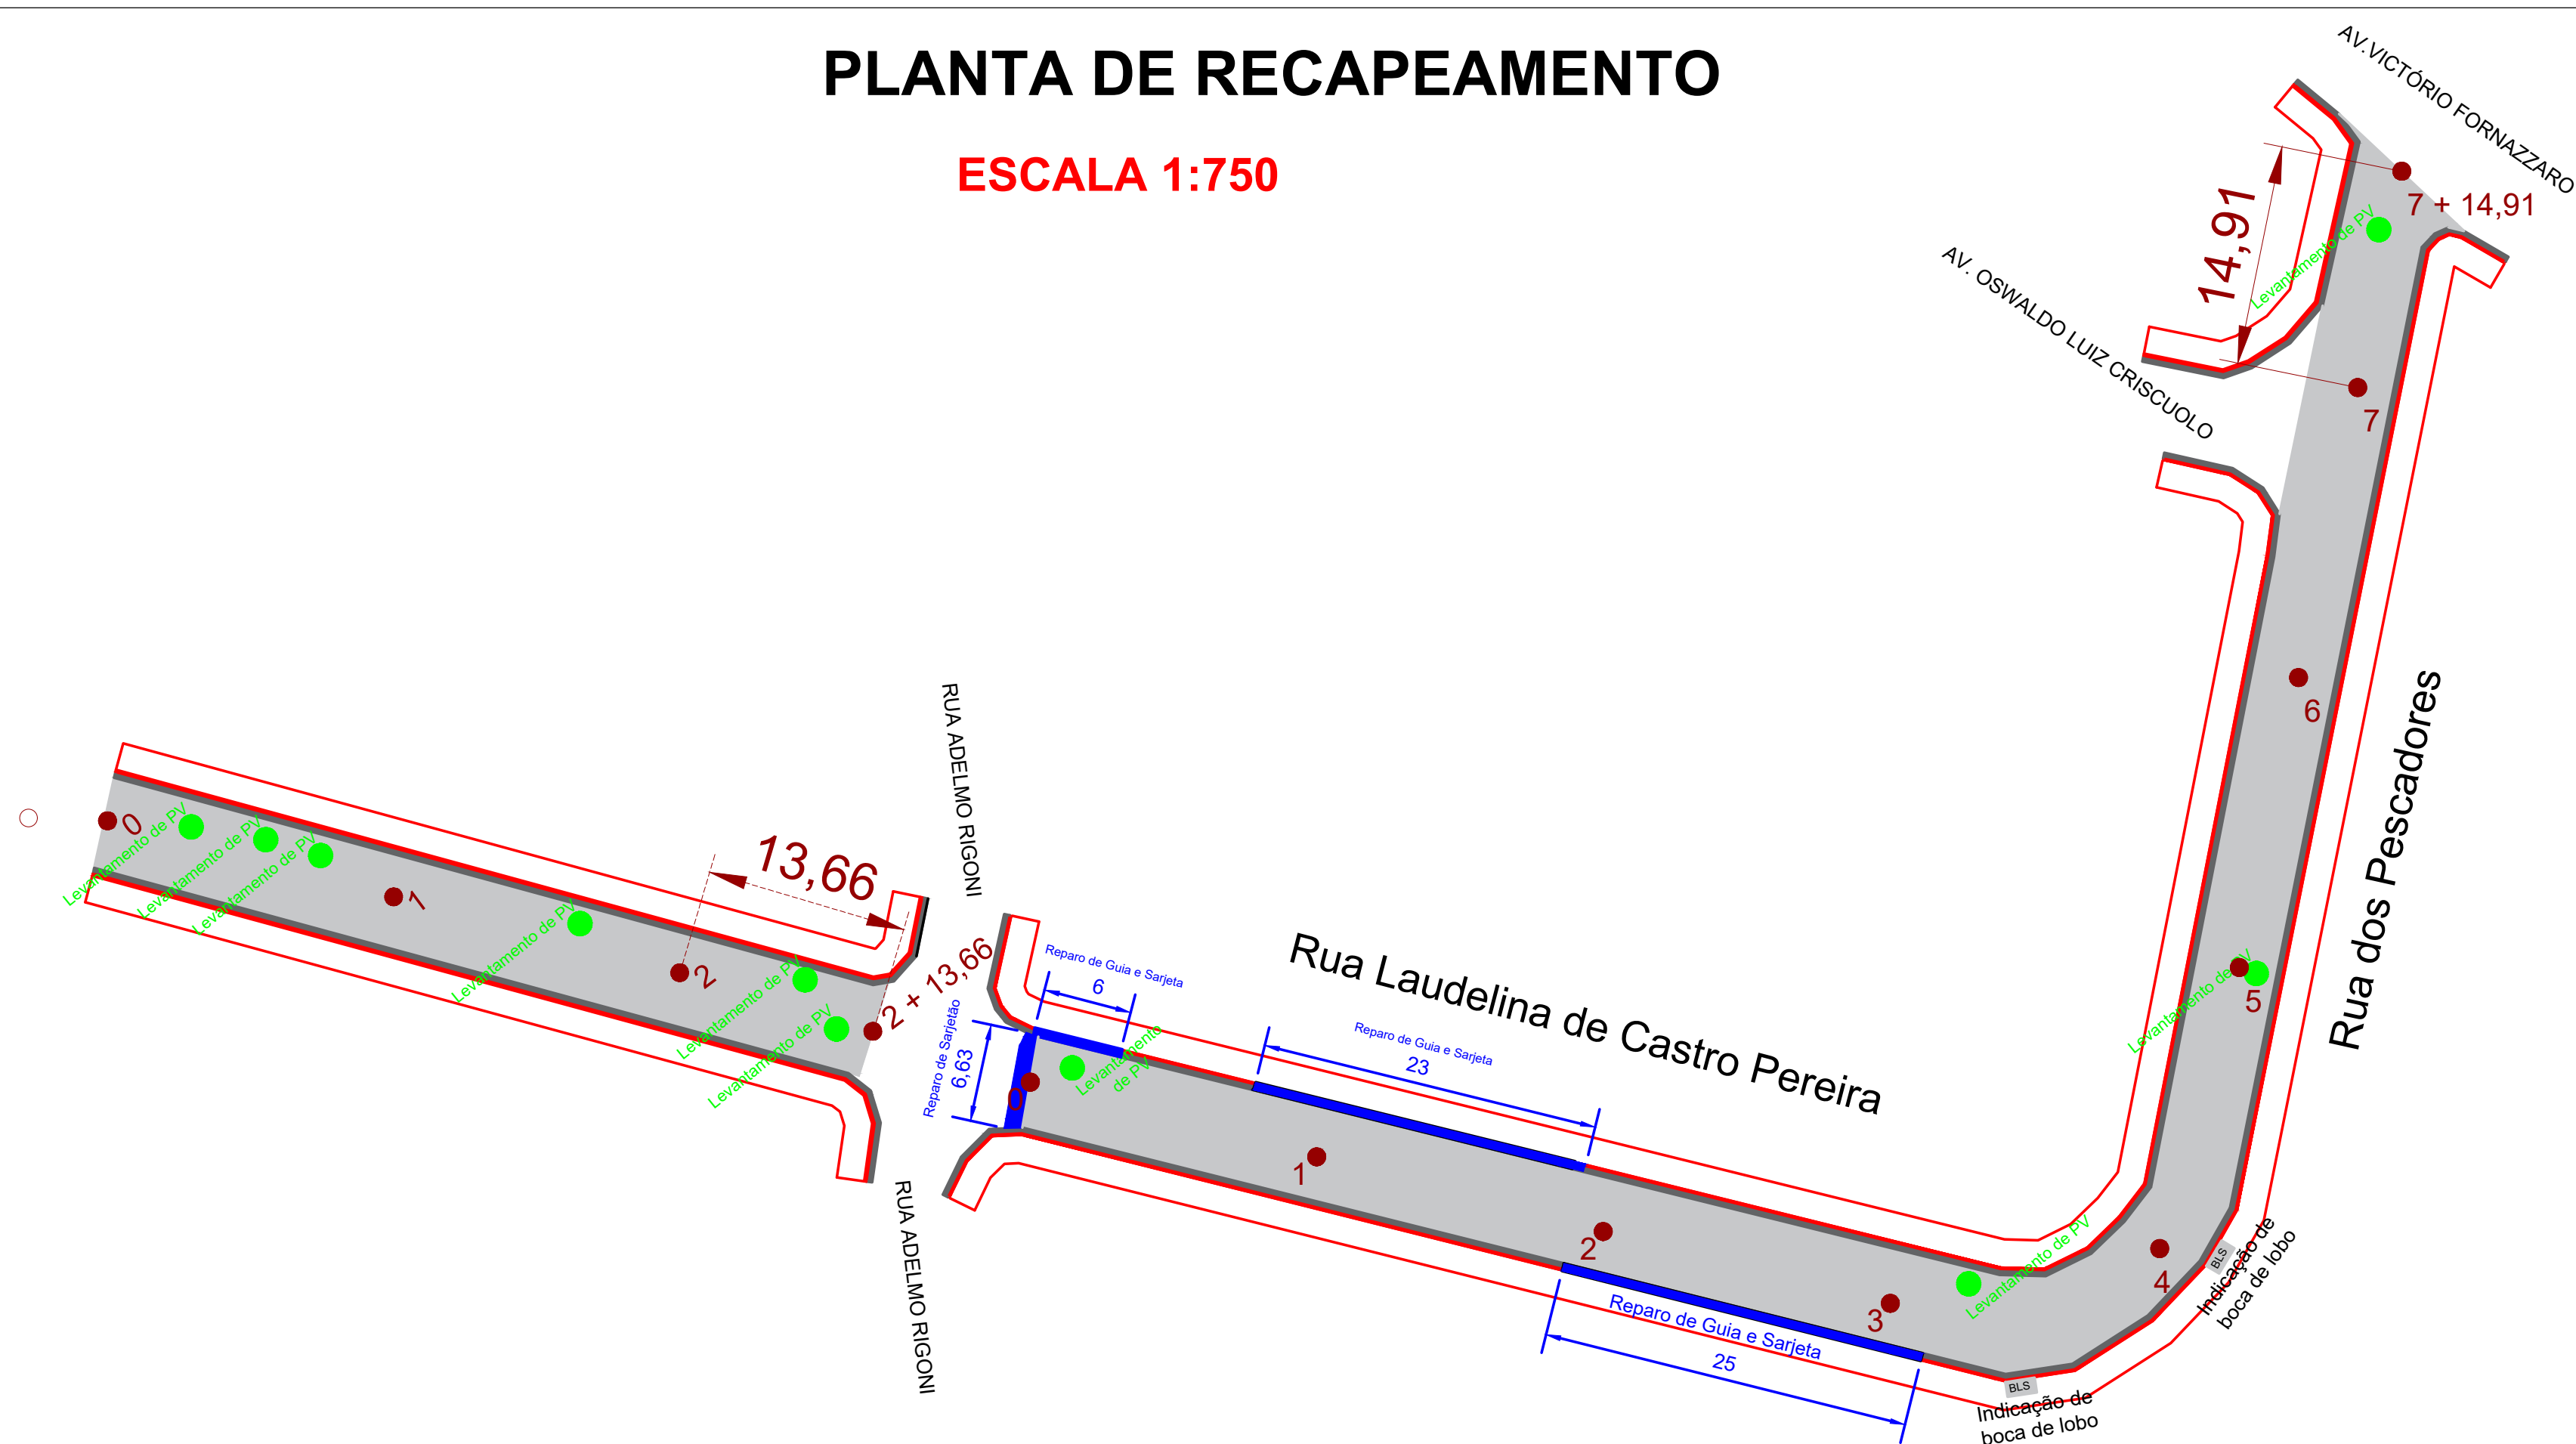 PLANTA DE RECAPEAMENTO
ESCALA 1:750
AV.VICTÓRIO FORNAZZARO
7 + 14,91
14,91
Levantamento de PV
AV. OSWALDO LUIZ CRISCUOLO
7
6
Rua dos Pescadores
5
Levantamento de PV
RUA ADELMO RIGONI
13,66
0
Levantamento de PV
Levantamento de PV
Levantamento de PV
1
Levantamento de PV
2
Levantamento de PV
Levantamento de PV
2 + 13,66
RUA ADELMO RIGONI
Reparo de Sarjetão
6,63
Reparo de Guia e Sarjeta
6
0
Levantamento
de PV
Rua Laudelina de Castro Pereira
Reparo de Guia e Sarjeta
23
1
2
3
Reparo de Guia e Sarjeta
25
Levantamento de PV
4
BLS
Indicação de
boca de lobo
BLS
Indicação de
boca de lobo